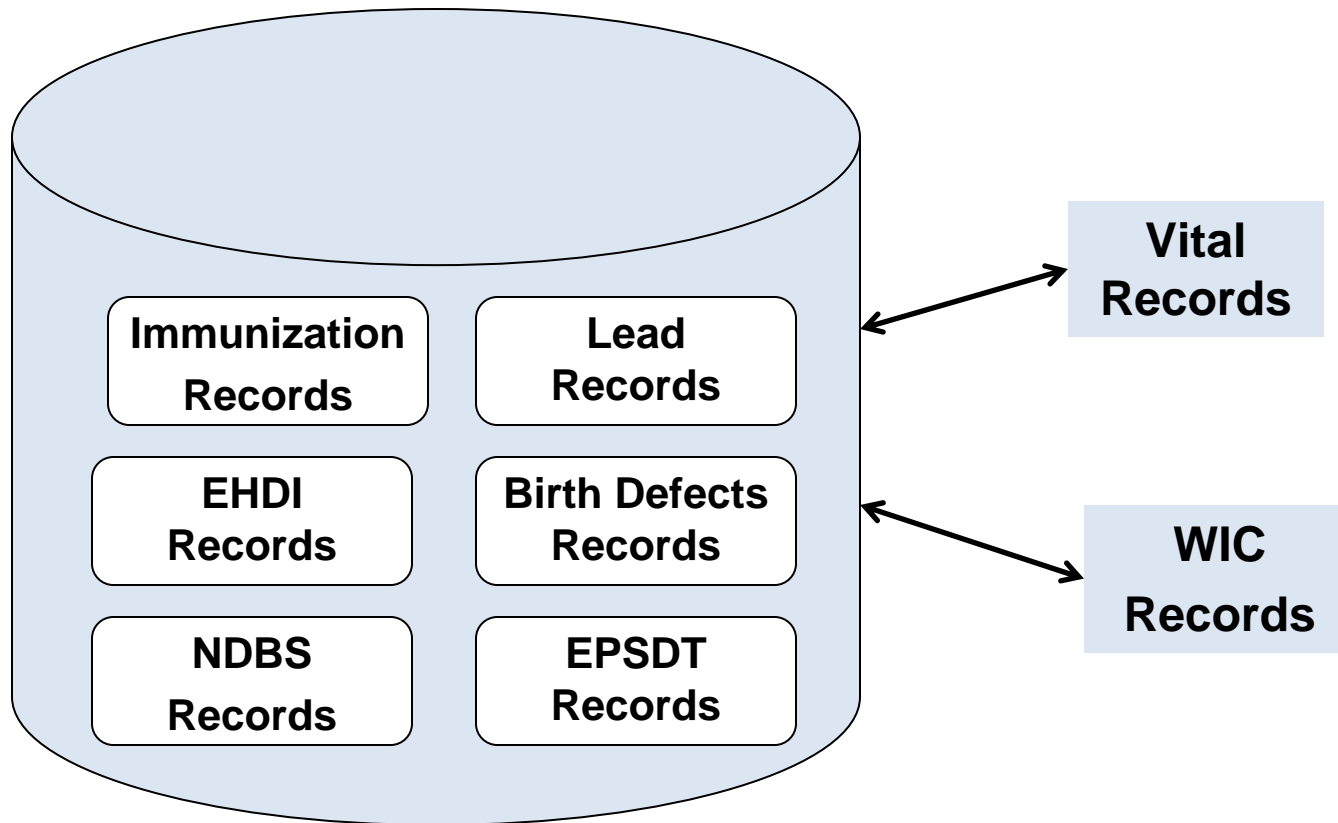 Immunization
Records
Lead
Records
EHDI
Records
Birth Defects
Records
NDBS
Records
EPSDT
Records
Vital
Records
WIC
Records